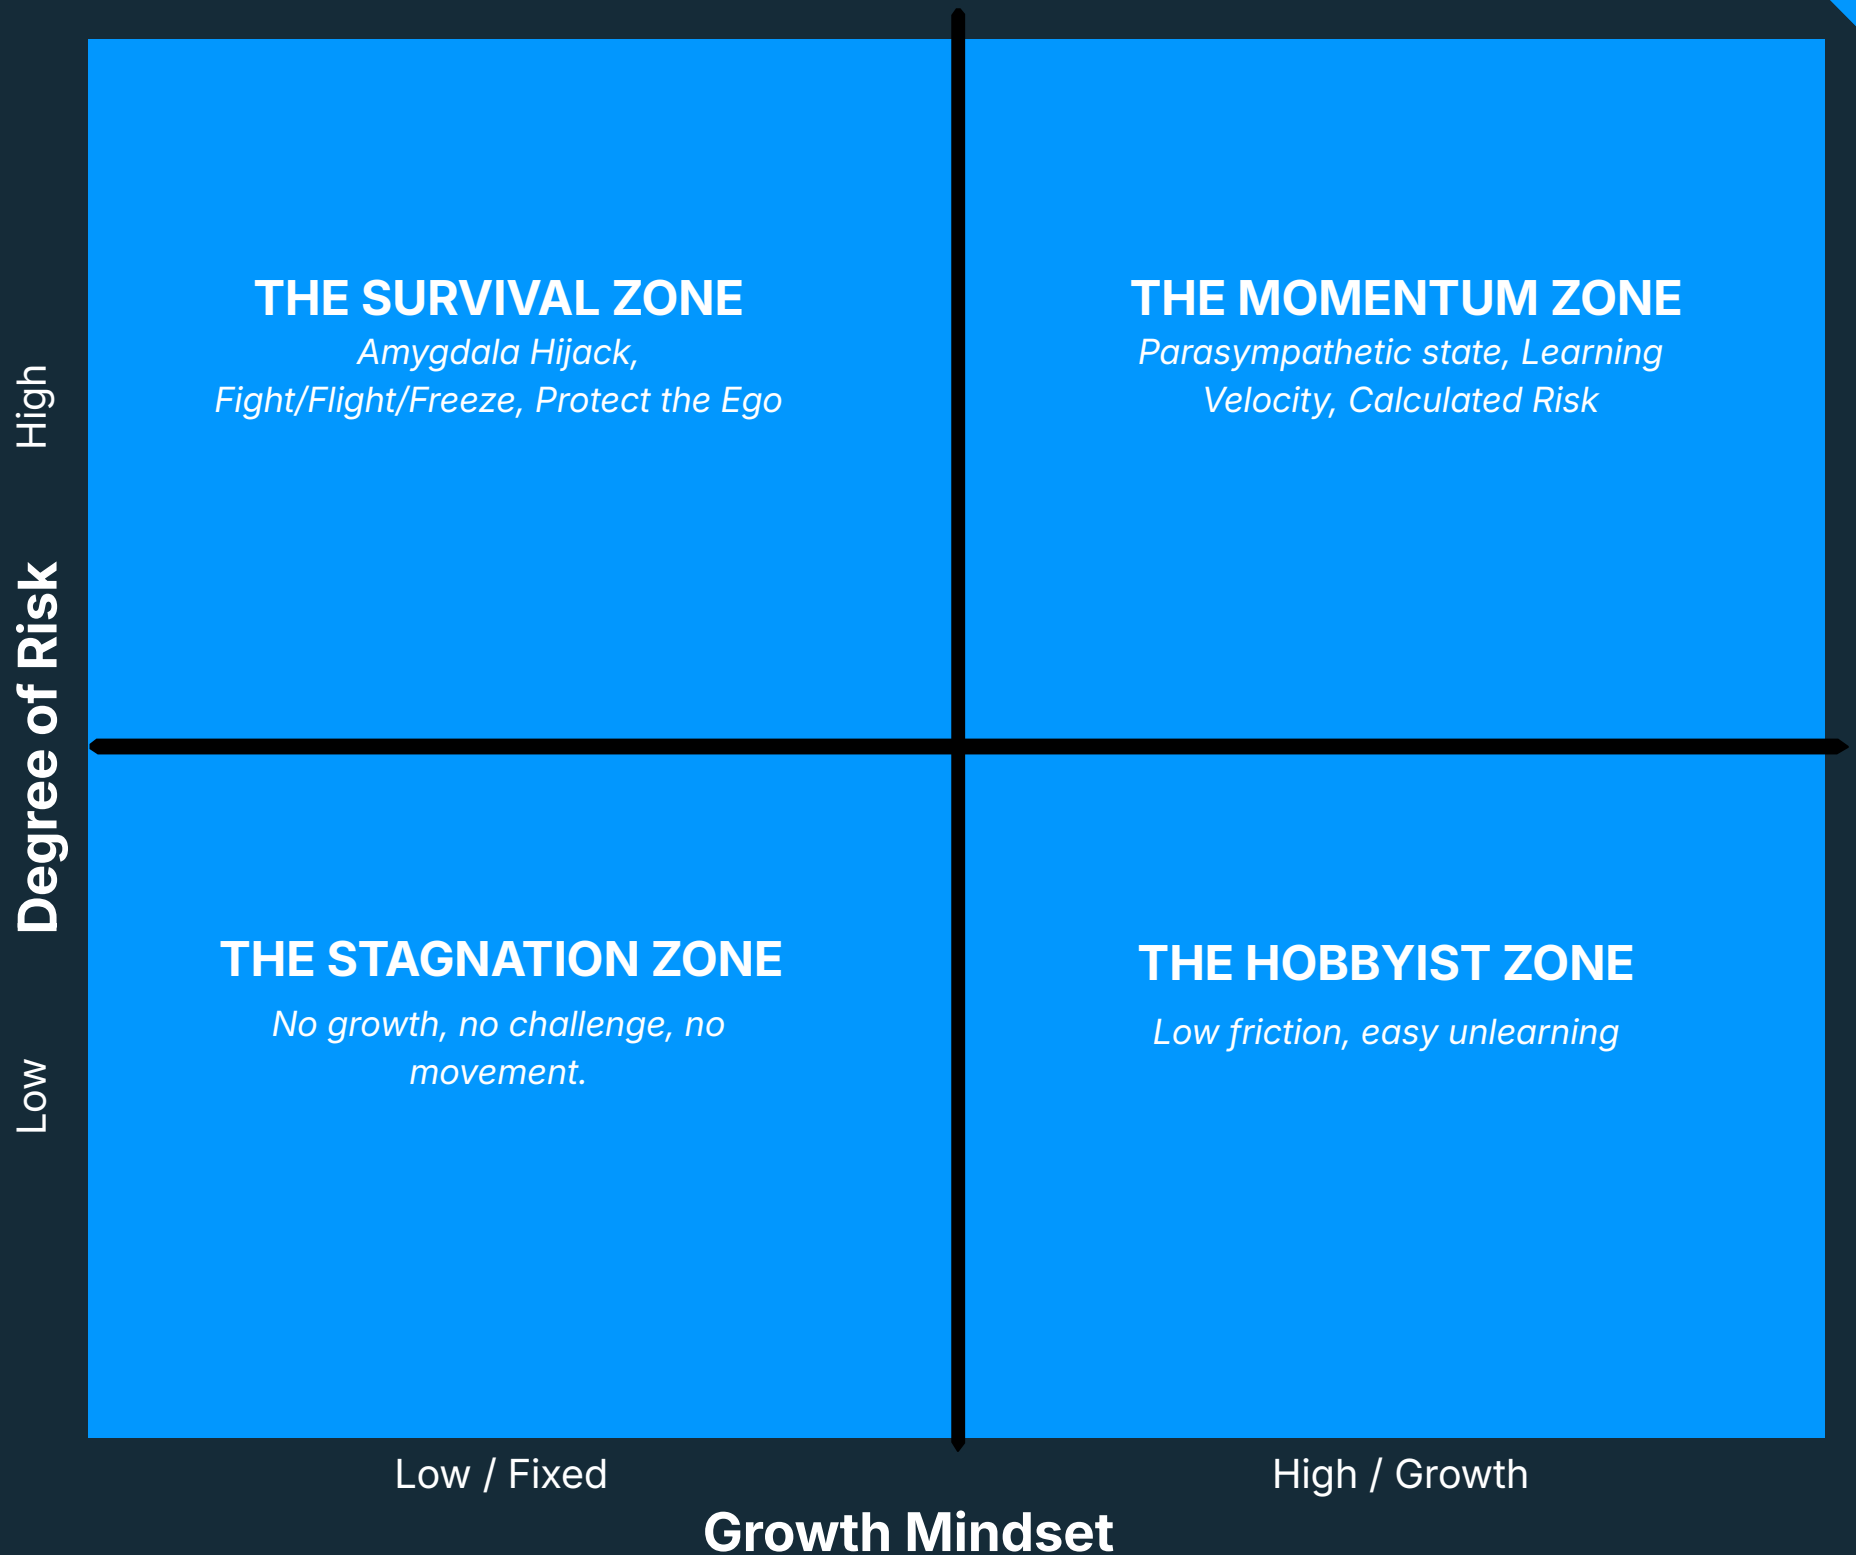 THE SURVIVAL ZONE
Amygdala Hijack,
Fight/Flight/Freeze, Protect the Ego
THE MOMENTUM ZONE
Parasympathetic state, Learning
Velocity, Calculated Risk
High
Degree of Risk
Low
THE STAGNATION ZONE
No growth, no challenge, no
movement.
THE HOBBYIST ZONE
Low friction, easy unlearning
Low / Fixed
High / Growth
Growth Mindset